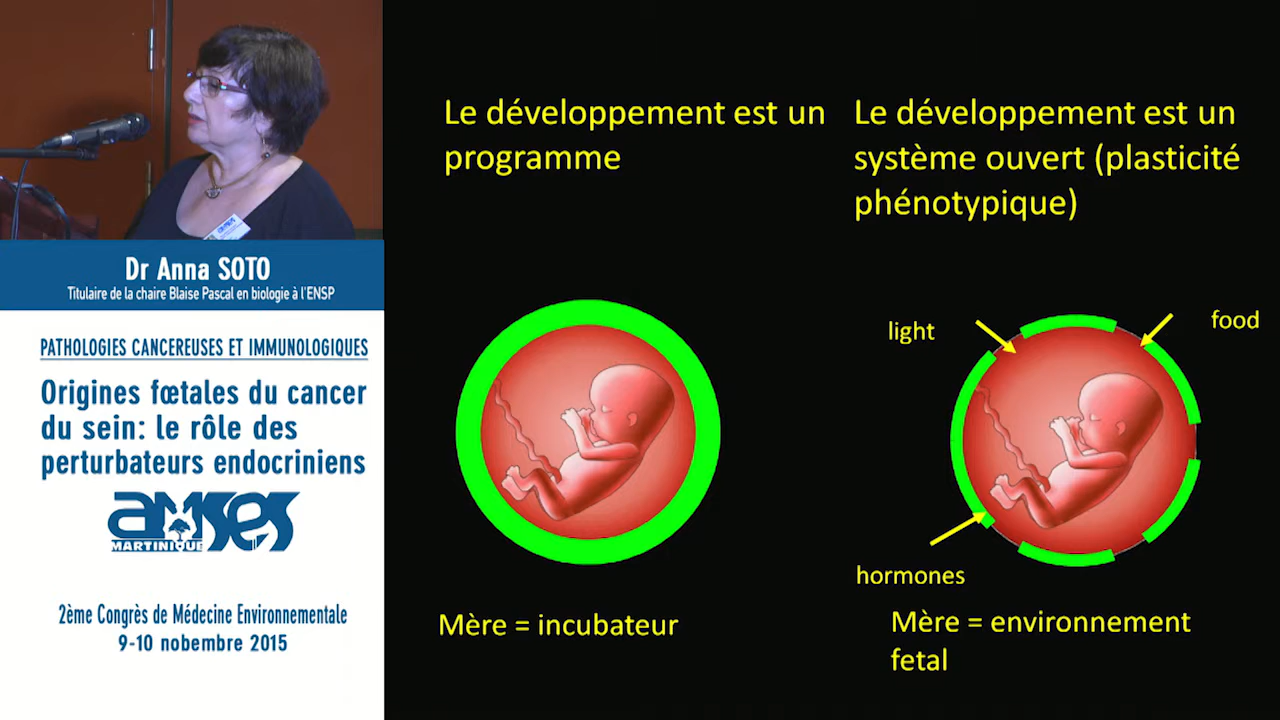 Dr Anna SOTO
Titulaire de la chaire Blaise Pascal en biologie à l'ENSP
PATHOLOGIES CANCEREUSES ET IMMUNOLOGIQUES
Origines fœtales du cancer
du sein: le rôle des
perturbateurs endocriniens
amses
MARTINIQUE
2ème Congrès de Médecine Environnementale
9-10 nobembre 2015
Le développement est un
programme
Mère = incubateur
Le développement est un
système ouvert (plasticité
phénotypique)
light
food
hormones
Mère = environnement
fetal